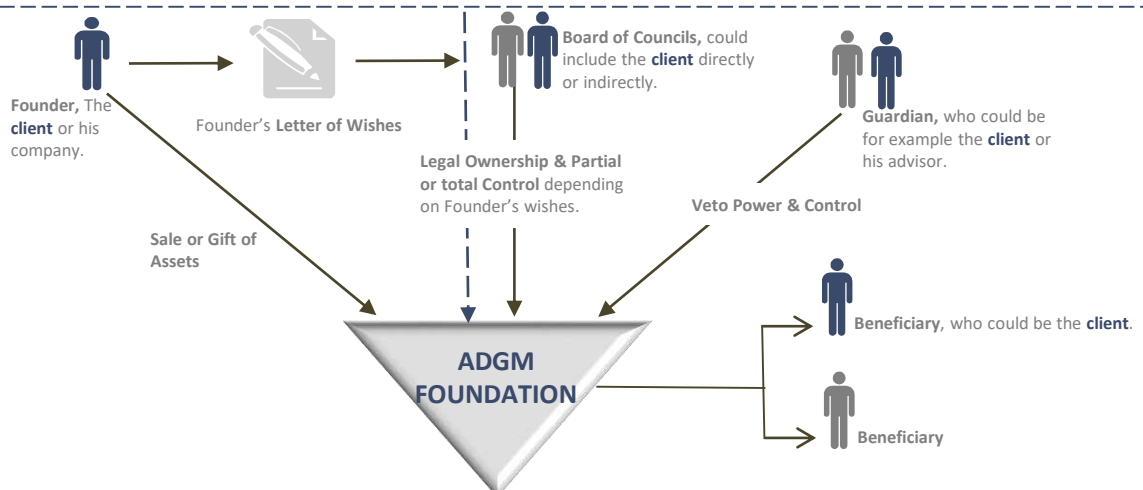 Founder, The
client or his
company.
Founder's Letter of Wishes
Board of Councils, could
include the client directly
or indirectly.
Guardian, who could be
for example the client or
his advisor.
Legal Ownership & Partial
or total Control depending
on Founder's wishes.
Veto Power & Control
Sale or Gift of
Assets
Beneficiary, who could be the client.
ADGM
FOUNDATION
Beneficiary